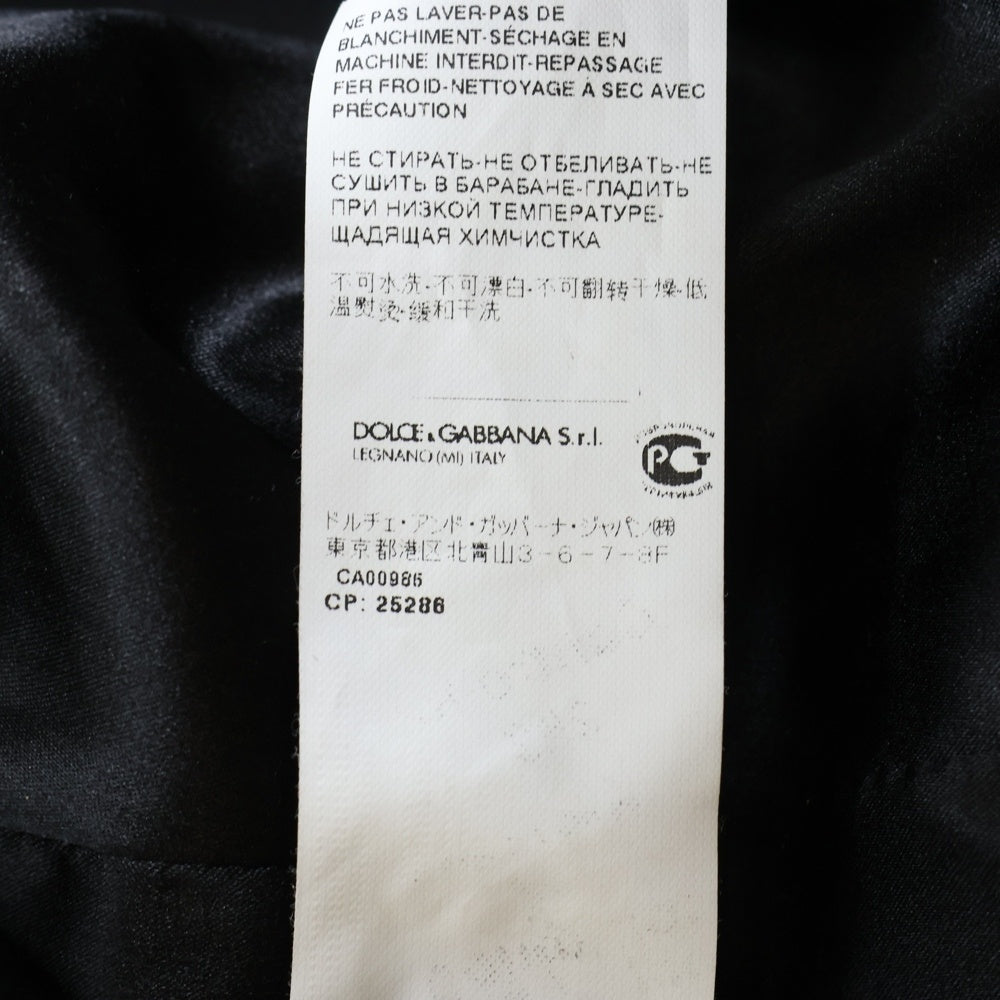 NE PAS LAVER-PAS DE
BLANCHIMENT-SÉCHAGE EN
MACHINE INTERDIT-REPASSAGE
FER FROID-NETTOYAGE À SEC AVEC
PRÉCAUTION
НЕ СТИРАТЬ-НЕ ОТБЕЛИВАТЬ-НЕ
СУШИТЬ В БАРАБАНЕ-ГЛАДИТЬ
ПРИ НИЗКОЙ ТЕМПЕРАТУРЕ-
ЩАДЯЩАЯ ХИМЧИСТКА
不可水洗-不可漂白-不可翻转干燥-低
温熨烫-缓和干洗
DOLCE & GABBANA S.r.l.
LEGNANO (MI) ITALY
PCT
ドルチェ・アンド・ガッバーナ・ジャパン㈱
東京都港区北青山3-6-7-8F
CA00986
CP: 25286